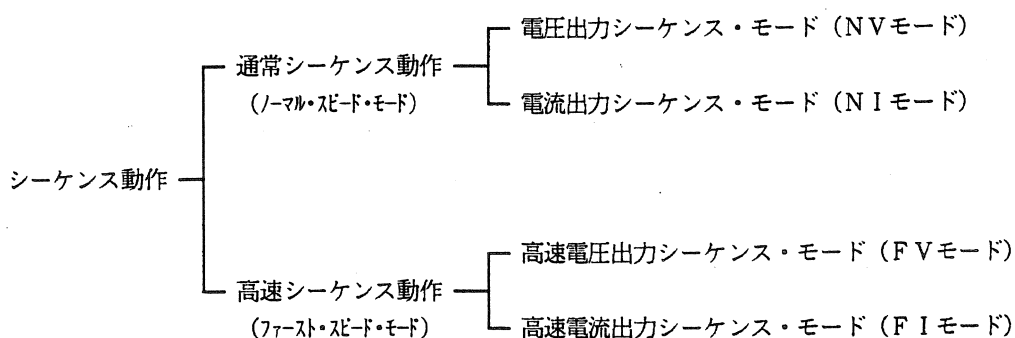 電圧出力シーケンス・モード（NVモード）
通常シーケンス動作
（ﾉｰﾏﾙ・ｽﾋﾟｰﾄﾞ・ﾓｰﾄﾞ）
電流出力シーケンス・モード（NIモード）
シーケンス動作
高速電圧出力シーケンス・モード（FVモード）
高速シーケンス動作
（ﾌｧｰｽﾄ・ｽﾋﾟｰﾄﾞ・ﾓｰﾄﾞ）
高速電流出力シーケンス・モード（FIモード）